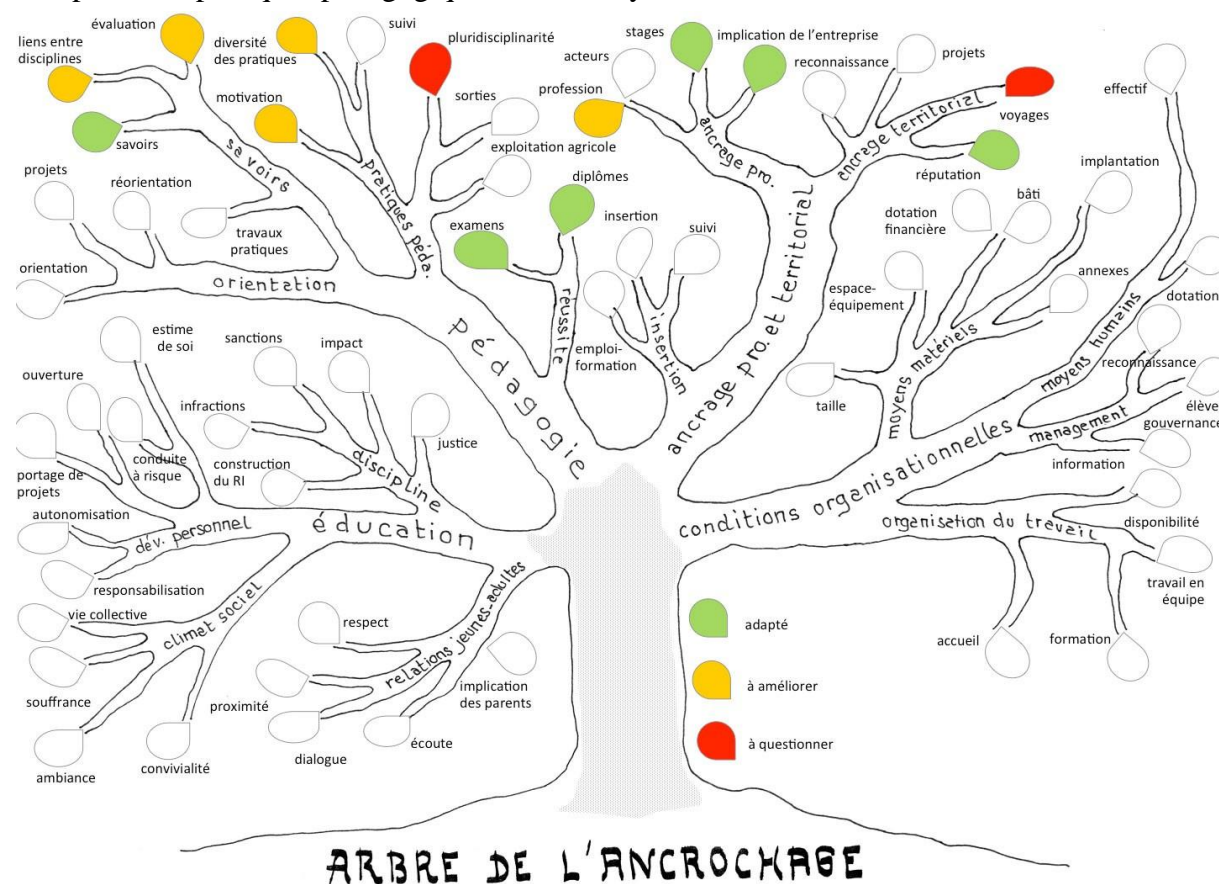 évaluation
suivi
liens entre
disciplines
diversité
des pratiques
pluridisciplinarité
motivation
sorties
savoirs
exploitation agricole
savoirs
pratiques péda.
projets
réorientation
travaux
pratiques
orientation
orientation
stages
implication de l'entreprise
acteurs
reconnaissance
projets
profession
ancrage pro.
ancrage territorial
voyages
réputation
effectif
implantation
diplômes
examens
insertion
suivi
réussite
emploi-
formation
insertion
pédagogie
ancrage pro. et territorial
dotation
financière
bâti
annexes
espace-
équipement
dotation
taille
moyens matériels
moyens humains
reconnaissance
management
élève
gouvernance
information
conditions organisationnelles
organisation du travail
disponibilité
travail en
équipe
accueil
formation
estime
de soi
sanctions
impact
ouverture
infractions
justice
conduite
à risque
construction
du RI
discipline
portage de
projets
autonomisation
dév. personnel
éducation
responsabilisation
vie collective
climat social
souffrance
ambiance
convivialité
respect
relations jeunes-adultes
implication
des parents
proximité
dialogue
écoute
adapté
à améliorer
à questionner
ARBRE DE L'ANCROCHAGE